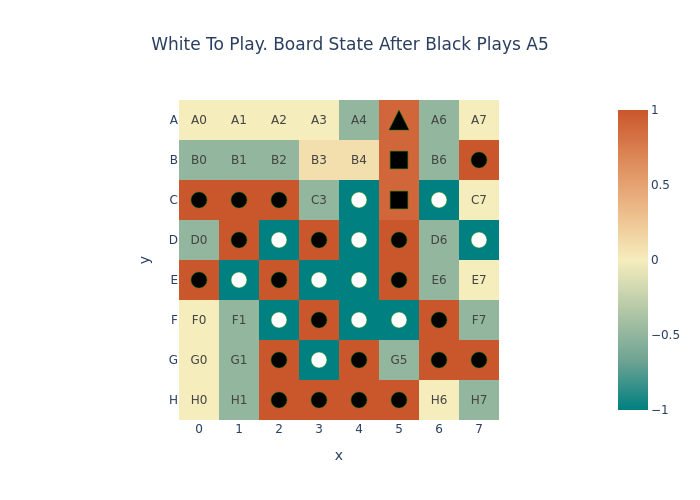 White To Play. Board State After Black Plays A5
A A0 A1 A2 A3 A4 A6 A7
B B0 B1 B2 B3 B4 B6
C C3 C7
D D0 D6
E E6 E7
F F0 F1 F7
G G0 G1 G5
H H0 H1 H6 H7
0 1 2 3 4 5 6 7
x
y
1
0.5
0
−0.5
−1